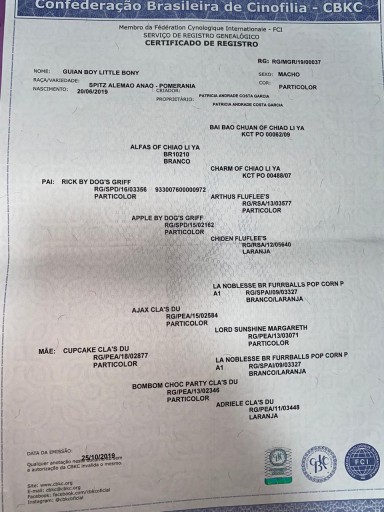 Confederação Brasileira de Cinofilia - CBKC
Membro da Fédération Cynologique Internationale - FCI
SERVIÇO DE REGISTRO GENEALÓGICO
CERTIFICADO DE REGISTRO
RG: RG/MGR/19/00037
NOME: GUIAN BOY LITTLE BONY
SEXO: MACHO
RAÇA/VARIEDADE: SPITZ ALEMAO ANAO - POMERANIA
COR: PARTICOLOR
NASCIMENTO: 20/06/2019
CRIADOR: PATRICIA ANDRADE COSTA GARCIA
PROPRIETÁRIO: PATRICIA ANDRADE COSTA GARCIA
BAI BAO CHUAN OF CHIAO LI YA
KCT PO 00062/09
ALFAS OF CHIAO LI YA
BR10210
BRANCO
CHARM OF CHIAO LI YA
KCT PO 00488/07
PAI: RICK BY DOG'S GRIFF
RG/SPD/16/03356 933007600000972
PARTICOLOR
ARTHUS FLUFLEE'S
RG/RSA/13/03577
PARTICOLOR
APPLE BY DOG'S GRIFF
RG/SPD/15/02162
PARTICOLOR
CHIDEN FLUFLEE'S
RG/RSA/12/05640
LARANJA
LA NOBLESSE BR FURRBALLS POP CORN P
A1 RG/SPA/09/03327
BRANCO/LARANJA
AJAX CLA'S DU
RG/PEA/15/02584
PARTICOLOR
LORD SUNSHINE MARGARETH
RG/PEA/13/03071
PARTICOLOR
MÃE: CUPCAKE CLA'S DU
RG/PEA/18/02877
PARTICOLOR
LA NOBLESSE BR FURRBALLS POP CORN P
A1 RG/SPA/09/03327
BRANCO/LARANJA
BOMBOM CHOC PARTY CLA'S DU
RG/PEA/13/02346
PARTICOLOR
ADRIELE CLA'S DU
RG/PEA/11/03448
LARANJA
DATA DA EMISSÃO: 25/10/2019
Qualquer anotação sem
a autorização da CBKC invalida o mesmo.
Site: www.cbkc.org
E-mail: cbkc@cbkc.org
Facebook: facebook.com/cbkcoficial
Instagram: @cbkcoficial
FCI